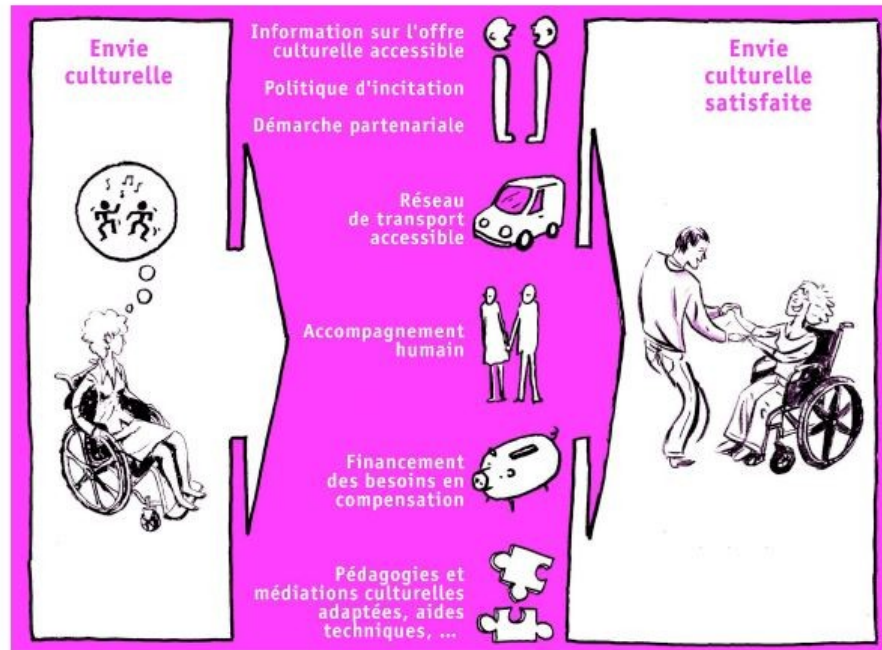 Envie
culturelle
Information sur l'offre
culturelle accessible
Politique d'incitation
Démarche partenariale
Réseau
de transport
accessible
Accompagnement
humain
Financement
des besoins en
compensation
Pédagogies et
médiations culturelles
adaptées, aides
techniques, ...
Envie
culturelle
satisfaite